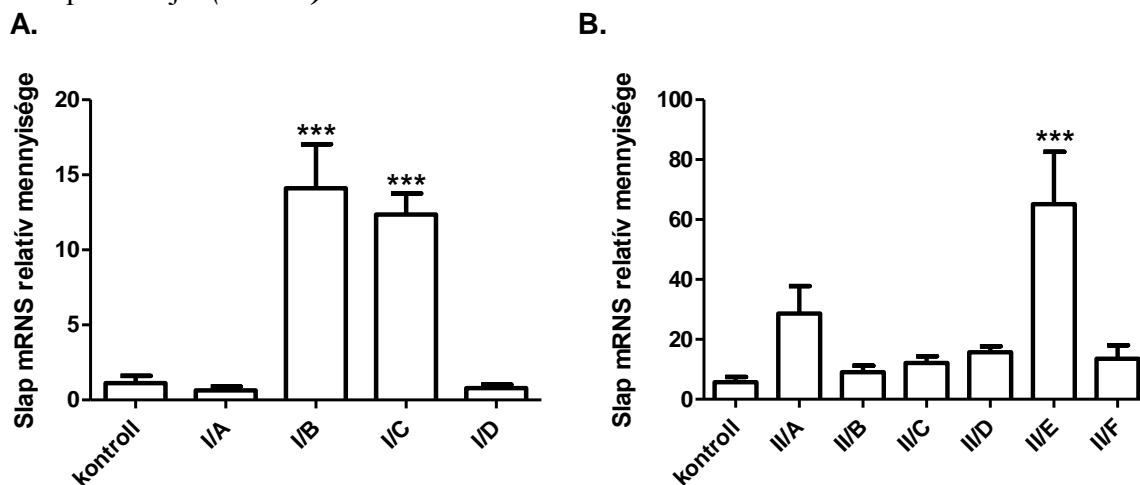 A.
Slap mRNS relatív mennyisége
20
15
10
5
0
***
***
kontroll
I/A
I/B
I/C
I/D
B.
Slap mRNS relatív mennyisége
100
80
60
40
20
0
***
kontroll
II/A
II/B
II/C
II/D
II/E
II/F